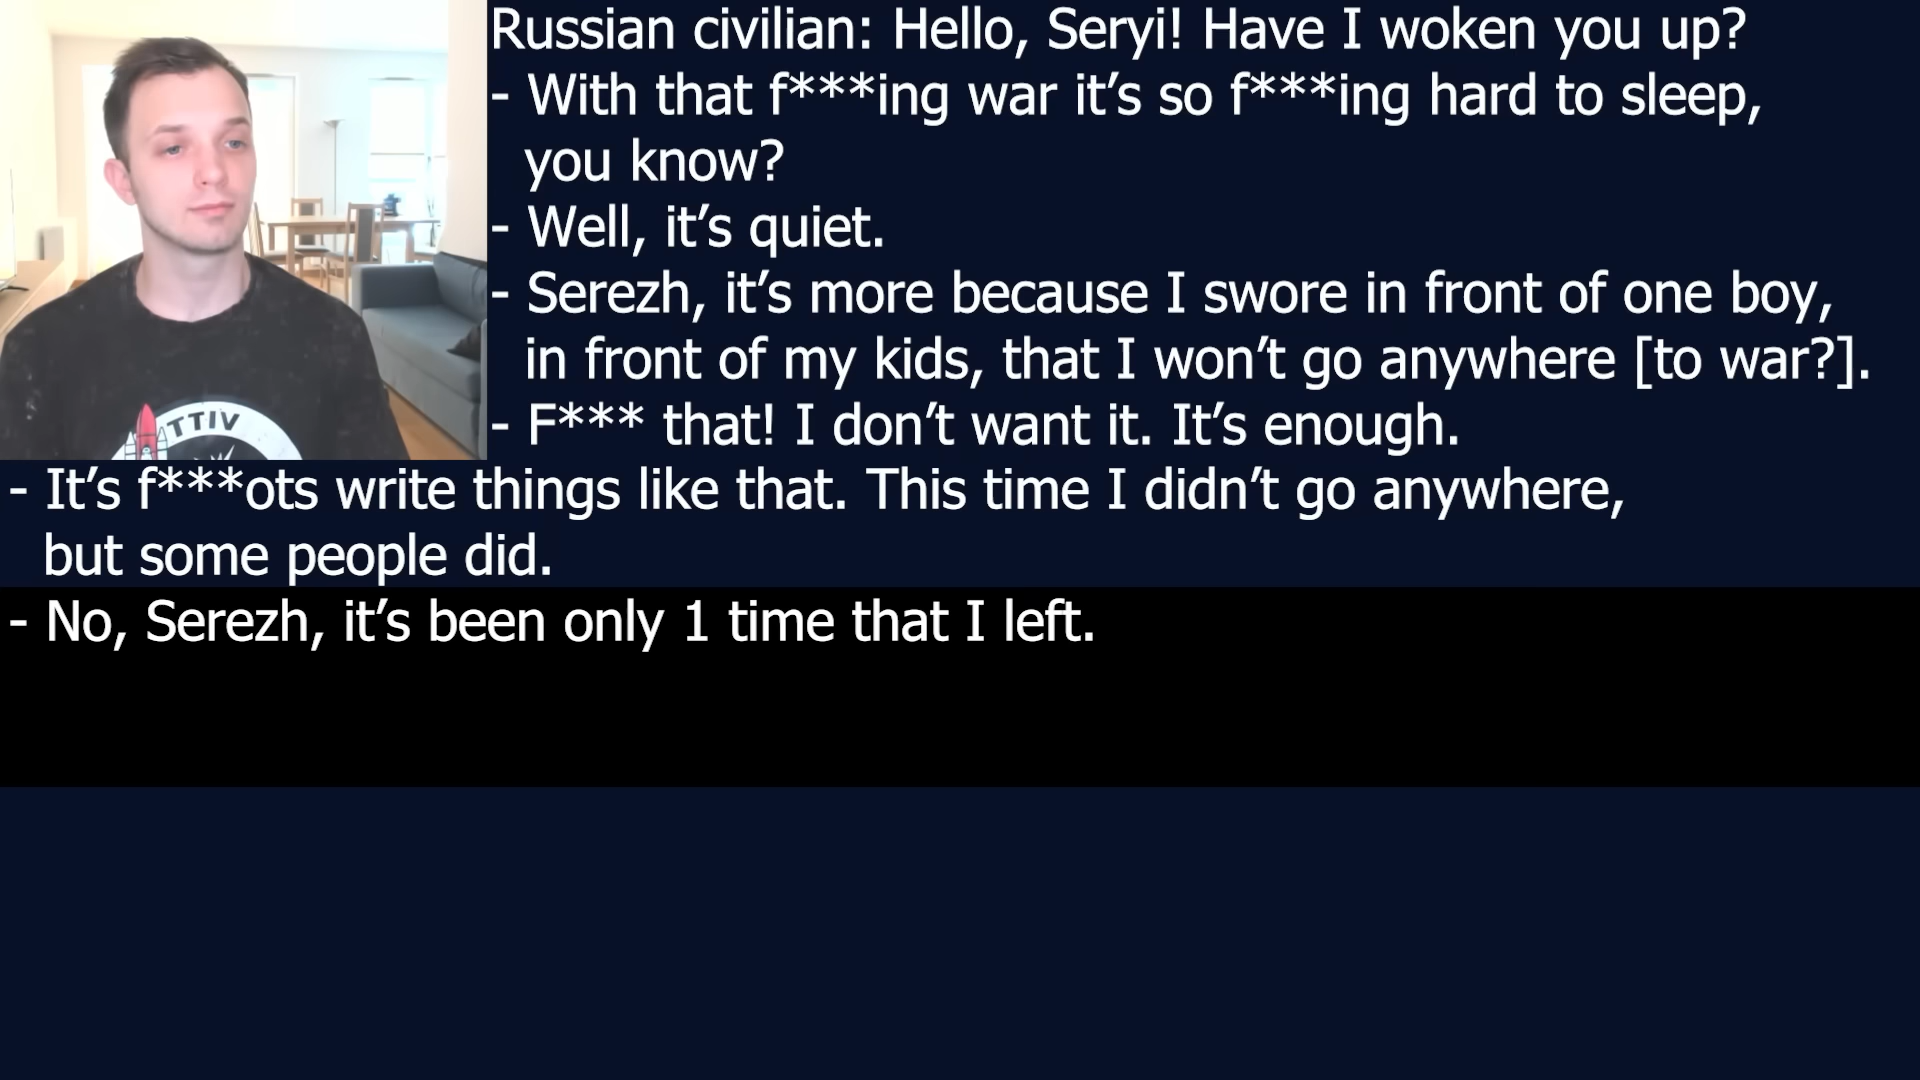 Russian civilian: Hello, Seryi! Have I woken you up?
- With that f***ing war it's so f***ing hard to sleep,
you know?
- Well, it's quiet.
- Serezh, it's more because I swore in front of one boy,
in front of my kids, that I won't go anywhere [to war?].
- F*** that! I don't want it. It's enough.
TTIV
- It's f***ots write things like that. This time I didn't go anywhere,
but some people did.
- No, Serezh, it's been only 1 time that I left.